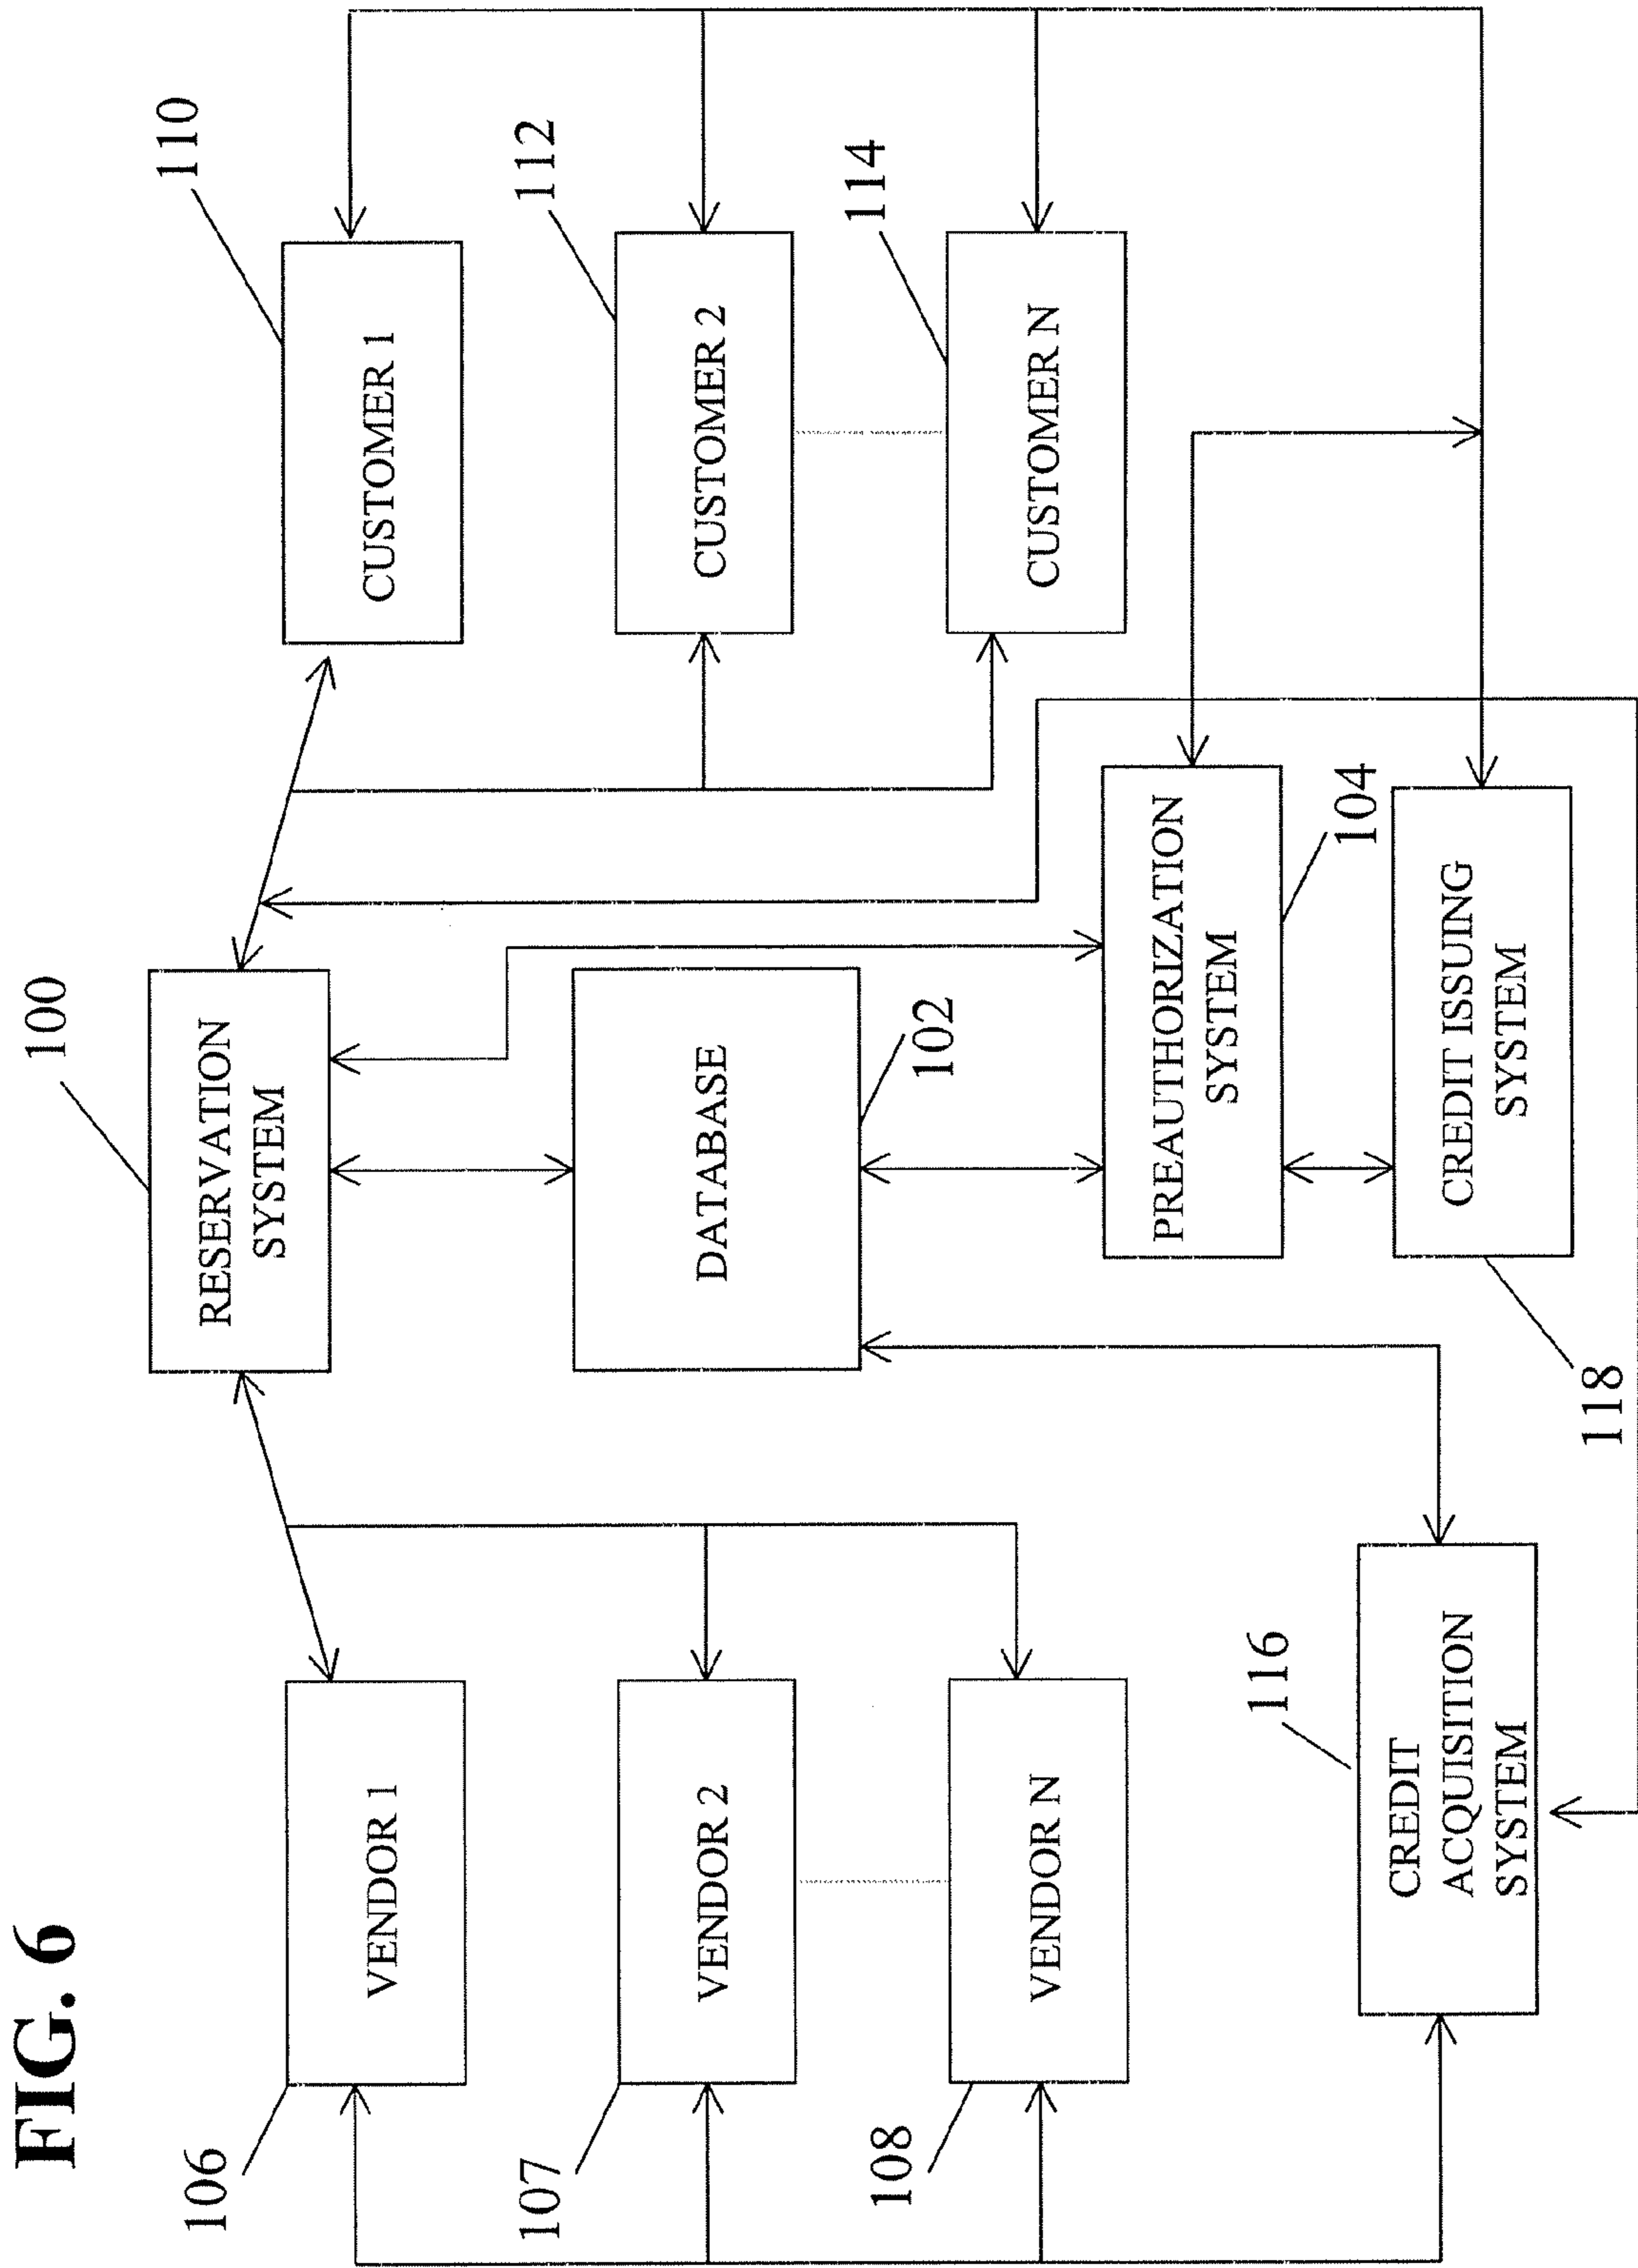 FIG. 6
100
RESERVATION
SYSTEM
106
VENDOR 1
110
CUSTOMER 1
107
VENDOR 2
DATABASE
102
112
CUSTOMER 2
108
VENDOR N
114
CUSTOMER N
PREAUTHORIZATION
SYSTEM
104
116
CREDIT
ACQUISITION
SYSTEM
CREDIT ISSUING
SYSTEM
118